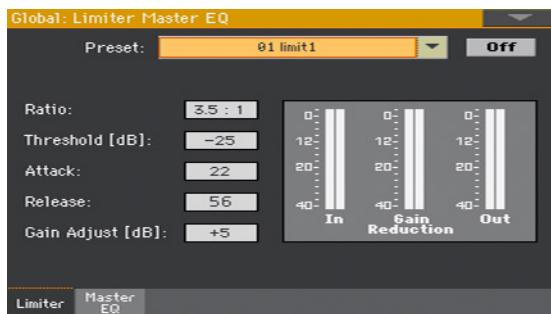 Global: Limiter Master EQ
Preset: 01 limit1 Off
Ratio: 3.5 : 1
Threshold [dB]: -25
Attack: 22
Release: 56
Gain Adjust [dB]: +5
0 0 0
12 12 12
20 20 20
40 40 40
In Gain Reduction Out
Limiter Master EQ